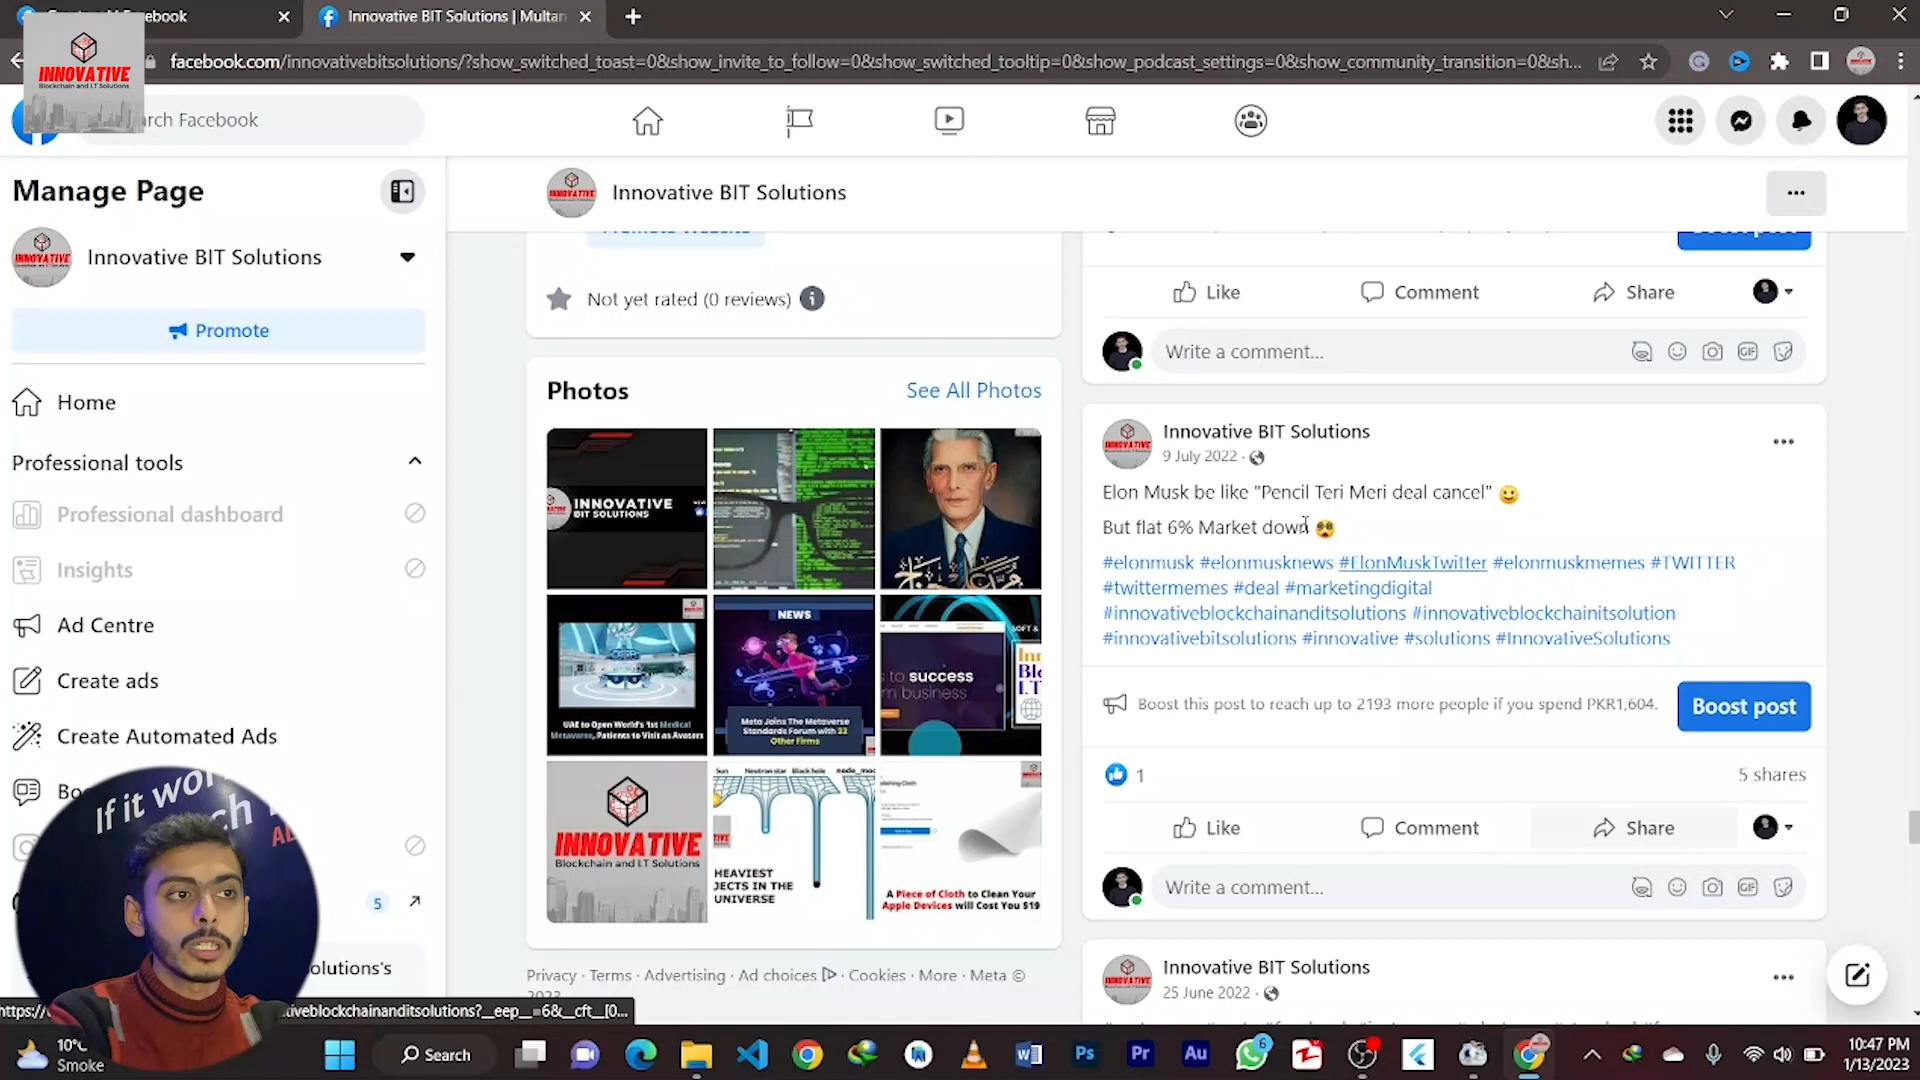 Facebook
Innovative BIT Solutions | Multan
facebook.com/innovativebitsolutions/?show_switched_toast=0&show_invite_to_follow=0&show_switched_tooltip=0&show_podcast_settings=0&show_community_transition=0&sh...
INNOVATIVE
Blockchain and I.T Solutions
rch Facebook
Manage Page
Innovative BIT Solutions
Innovative BIT Solutions
Promote
Home
Professional tools
Professional dashboard
Insights
Ad Centre
Create ads
Create Automated Ads
Bo
5
olutions's
Not yet rated (0 reviews)
Photos
See All Photos
INNOVATIVE
BIT SOLUTIONS
UAE to Open World's 1st Medical
Metaverse, Patients to Visit as Avatars
NEWS
Meta Joins The Metaverse
Standards Forum with 33
Other Firms
to success
business
INNOVATIVE
Blockchain and I.T Solutions
Sun Neutron star Black hole
HEAVIEST
JECTS IN THE
UNIVERSE
A Piece of Cloth to Clean Your
Apple Devices will Cost You $19
Privacy · Terms · Advertising · Ad choices · Cookies · More · Meta ©
2023
Like Comment Share
Write a comment...
Innovative BIT Solutions
9 July 2022 ·
Elon Musk be like "Pencil Teri Meri deal cancel" 😀
But flat 6% Market down 😵
#elonmusk #elonmusknews #ElonMuskTwitter #elonmuskmemes #TWITTER
#twittermemes #deal #marketingdigital
#innovativeblockchainanditsolutions #innovativeblockchainitsolution
#innovativebitsolutions #innovative #solutions #InnovativeSolutions
Boost this post to reach up to 2193 more people if you spend PKR1,604.
Boost post
1
5 shares
Like Comment Share
Write a comment...
Innovative BIT Solutions
25 June 2022 ·
If it wor
ch
tiveblockchainanditsolutions?__eep__=6&__cft__[0...
10°C
Smoke
Search
6
10:47 PM
1/13/2023